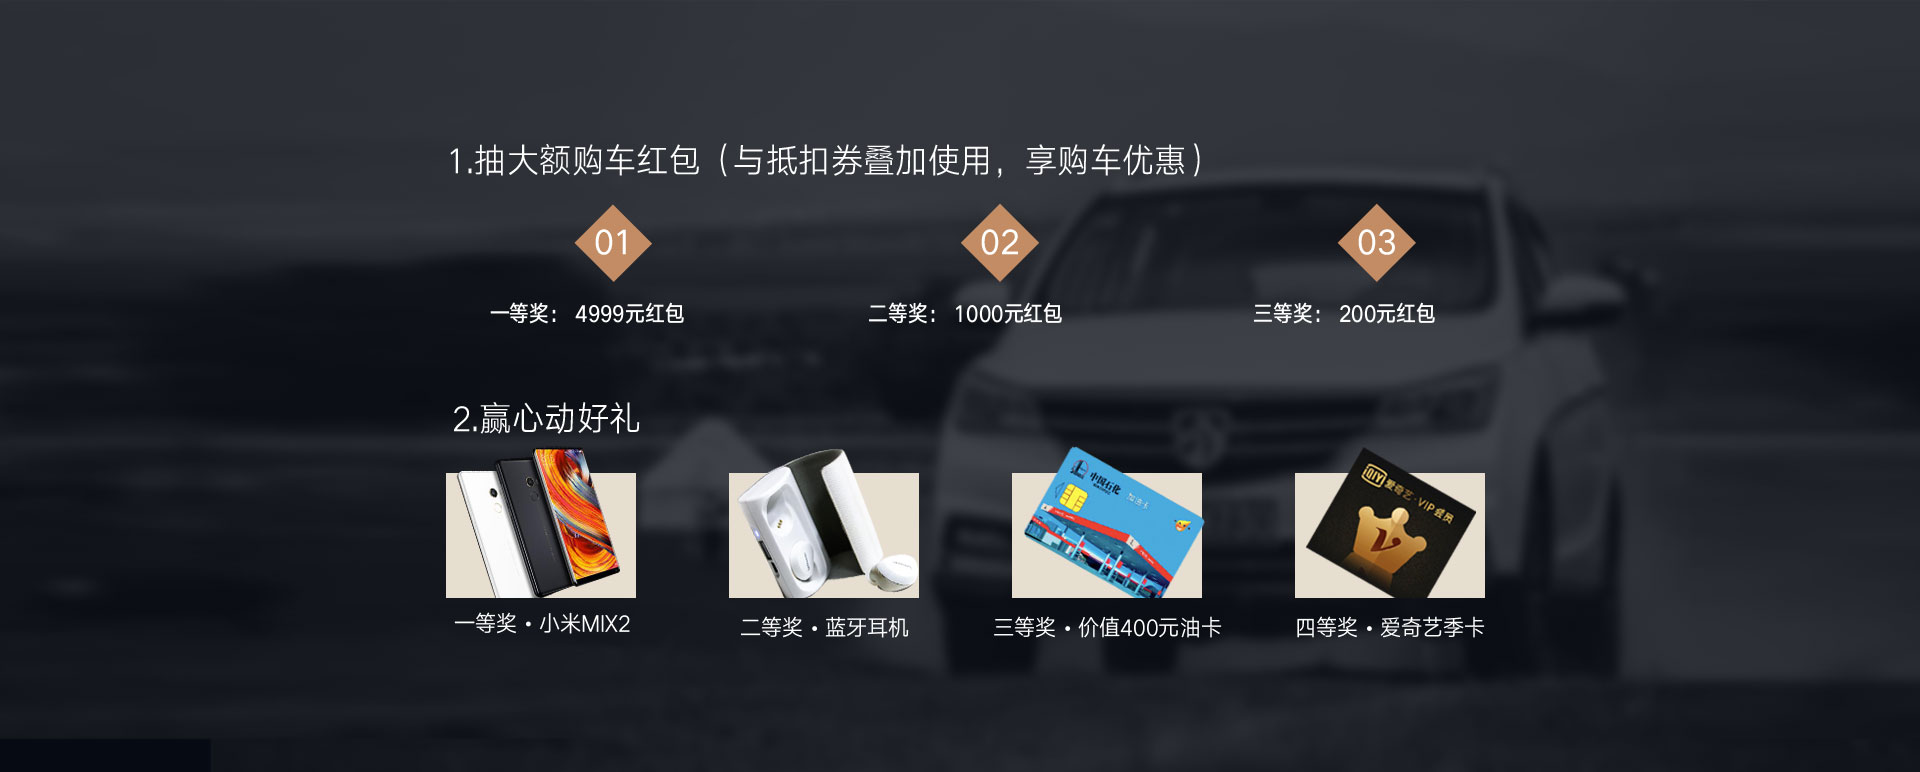 1.抽大额购车红包（与抵扣券叠加使用，享购车优惠）
01
02
03
一等奖： 4999元红包
二等奖： 1000元红包
三等奖： 200元红包
2.赢心动好礼
中国石化
加油卡
QIY 爱奇艺·VIP会员
V
一等奖·小米MIX2
二等奖·蓝牙耳机
三等奖·价值400元油卡
四等奖·爱奇艺季卡